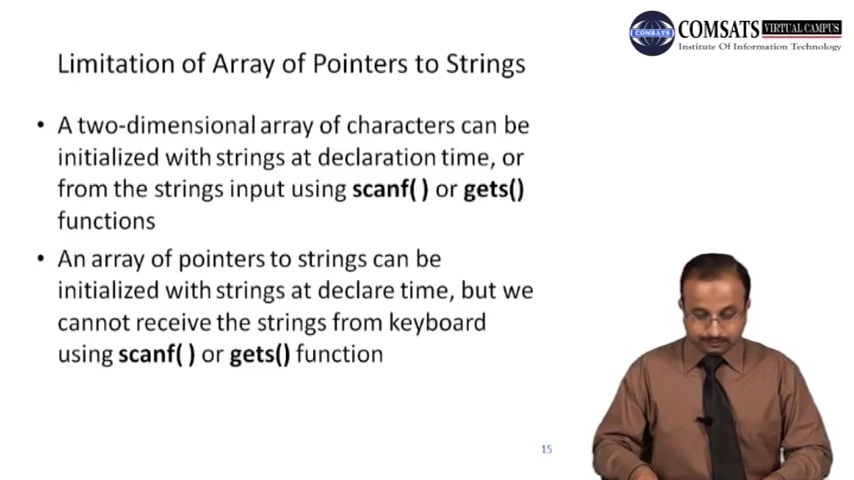 COMSATS
COMSATS VIRTUAL CAMPUS
Institute Of Information Technology
Limitation of Array of Pointers to Strings
• A two-dimensional array of characters can be
initialized with strings at declaration time, or
from the strings input using scanf( ) or gets()
functions
• An array of pointers to strings can be
initialized with strings at declare time, but we
cannot receive the strings from keyboard
using scanf( ) or gets() function
15